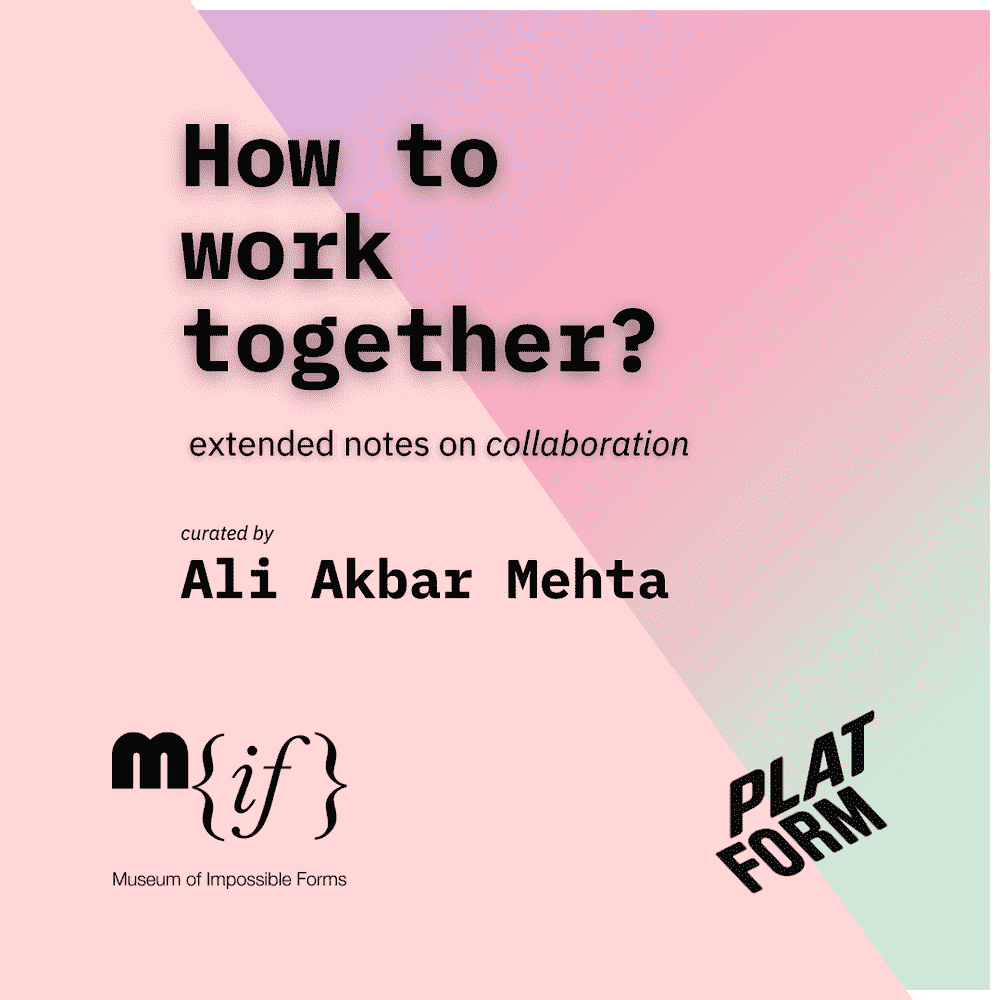 How to
work
together?
extended notes on collaboration
curated by
Ali Akbar Mehta
m{if}
Museum of Impossible Forms
PLAT
FORM